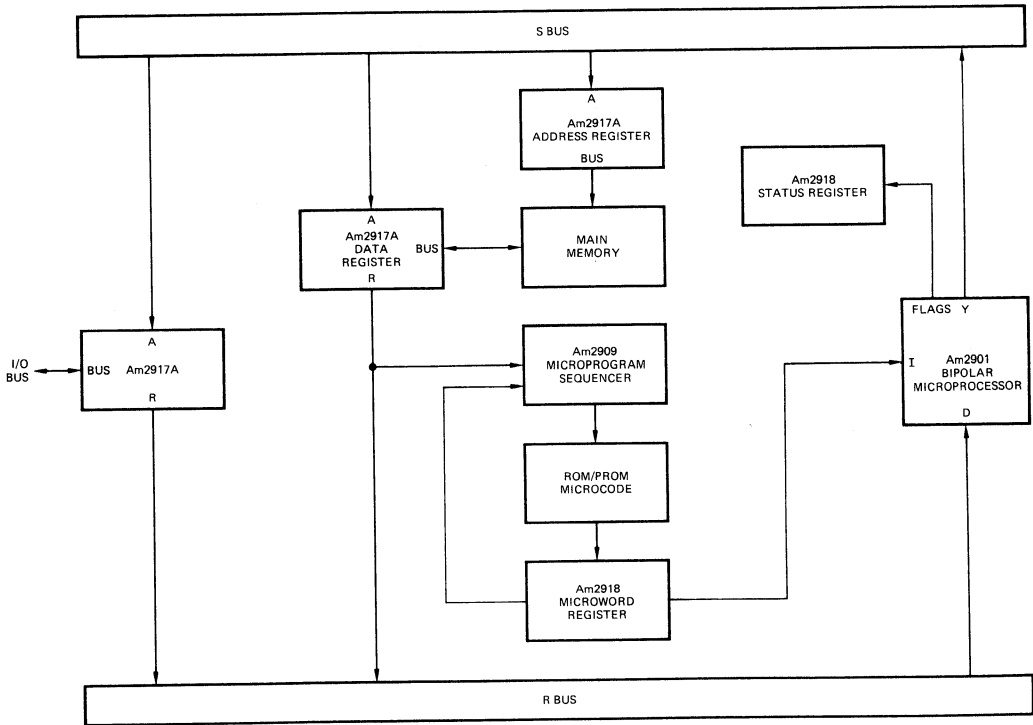 S BUS
A
Am2917A
ADDRESS REGISTER
BUS
Am2918
STATUS REGISTER
A
Am2917A
DATA
REGISTER
BUS
R
MAIN
MEMORY
I/O
BUS
A
BUS
Am2917A
R
Am2909
MICROPROGRAM
SEQUENCER
FLAGS Y
I
Am2901
BIPOLAR
MICROPROCESSOR
D
ROM/PROM
MICROCODE
Am2918
MICROWORD
REGISTER
R BUS